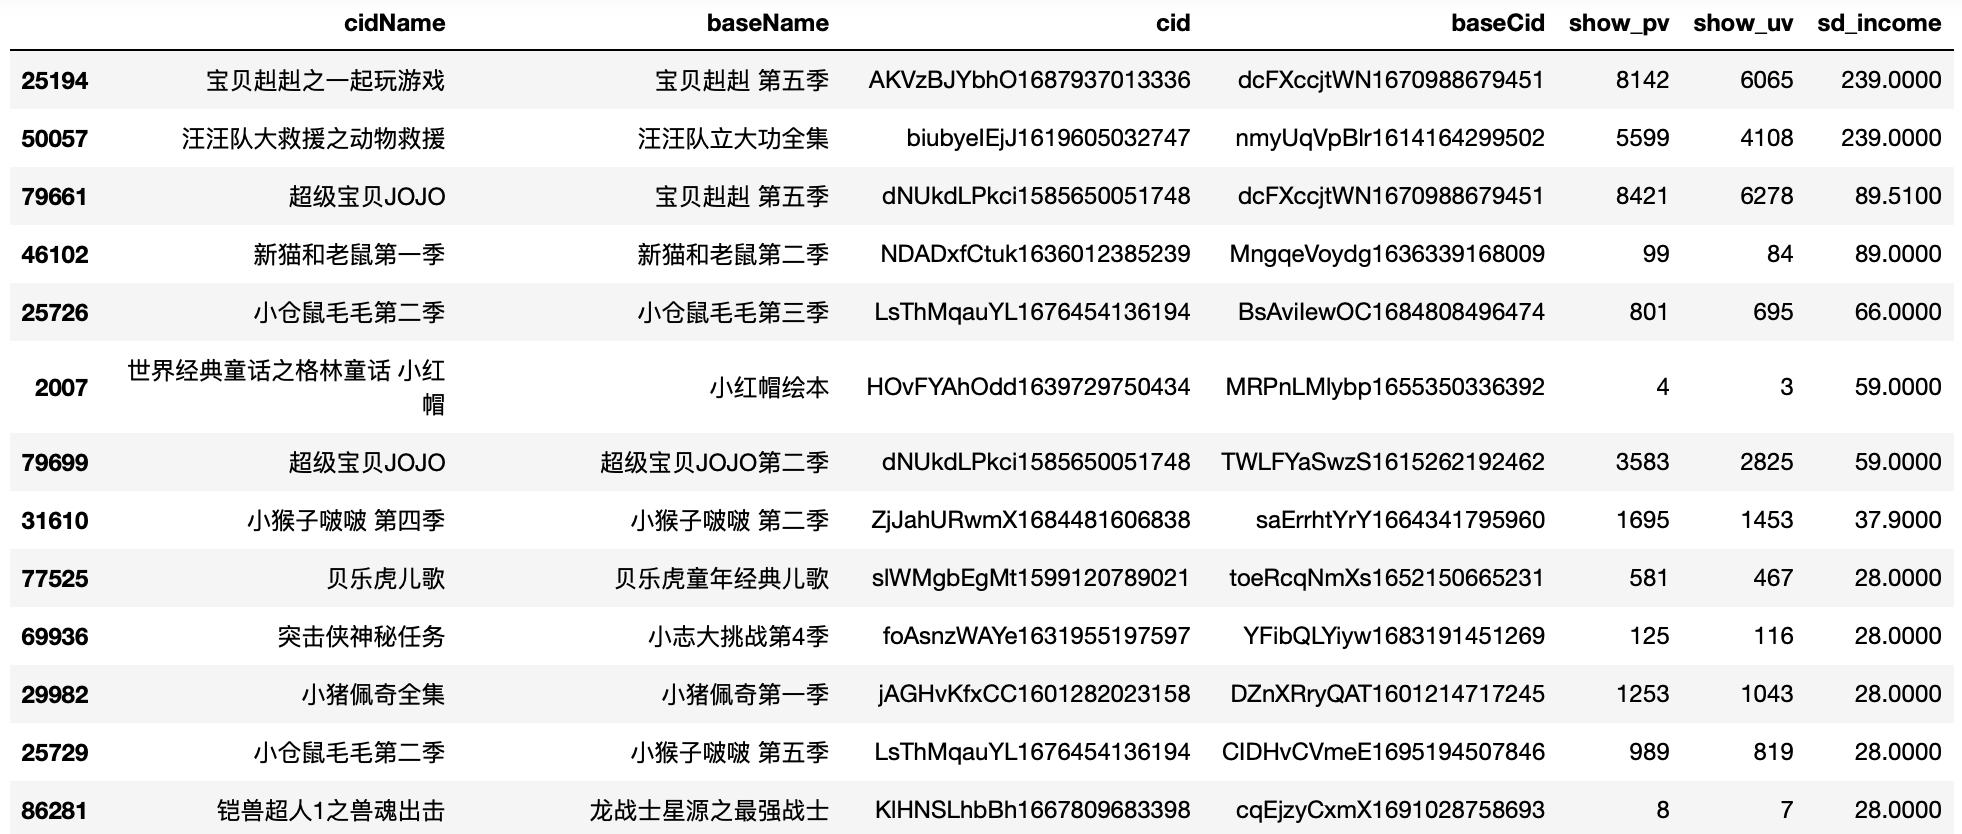 cidName baseName cid baseCid show_pv show_uv sd_income
25194 宝贝赳赳之一起玩游戏 宝贝赳赳 第五季 AKVzBJYbhO1687937013336 dcFXccjtWN1670988679451 8142 6065 239.0000
50057 汪汪队大救援之动物救援 汪汪队立大功全集 biubyeIEjJ1619605032747 nmyUqVpBlr1614164299502 5599 4108 239.0000
79661 超级宝贝JOJO 宝贝赳赳 第五季 dNUkdLPkci1585650051748 dcFXccjtWN1670988679451 8421 6278 89.5100
46102 新猫和老鼠第一季 新猫和老鼠第二季 NDADxfCtuk1636012385239 MngqeVoydg1636339168009 99 84 89.0000
25726 小仓鼠毛毛第二季 小仓鼠毛毛第三季 LsThMqauYL1676454136194 BsAvilewOC1684808496474 801 695 66.0000
2007 世界经典童话之格林童话 小红 小红帽绘本 HOvFYAhOdd1639729750434 MRPnLMlybp1655350336392 4 3 59.0000
帽
79699 超级宝贝JOJO 超级宝贝JOJO第二季 dNUkdLPkci1585650051748 TWLFYaSwzS1615262192462 3583 2825 59.0000
31610 小猴子啵啵 第四季 小猴子啵啵 第二季 ZjJahURwmX1684481606838 saErrhtYrY1664341795960 1695 1453 37.9000
77525 贝乐虎儿歌 贝乐虎童年经典儿歌 slWMgbEgMt1599120789021 toeRcqNmXs1652150665231 581 467 28.0000
69936 突击侠神秘任务 小志大挑战第4季 foAsnzWAYe1631955197597 YFibQLYiyw1683191451269 125 116 28.0000
29982 小猪佩奇全集 小猪佩奇第一季 jAGHvKfxCC1601282023158 DZnXRryQAT1601214717245 1253 1043 28.0000
25729 小仓鼠毛毛第二季 小猴子啵啵 第五季 LsThMqauYL1676454136194 CIDHvCVmeE1695194507846 989 819 28.0000
86281 铠兽超人1之兽魂出击 龙战士星源之最强战士 KlHNSLhbBh1667809683398 cqEjzyCxmX1691028758693 8 7 28.0000